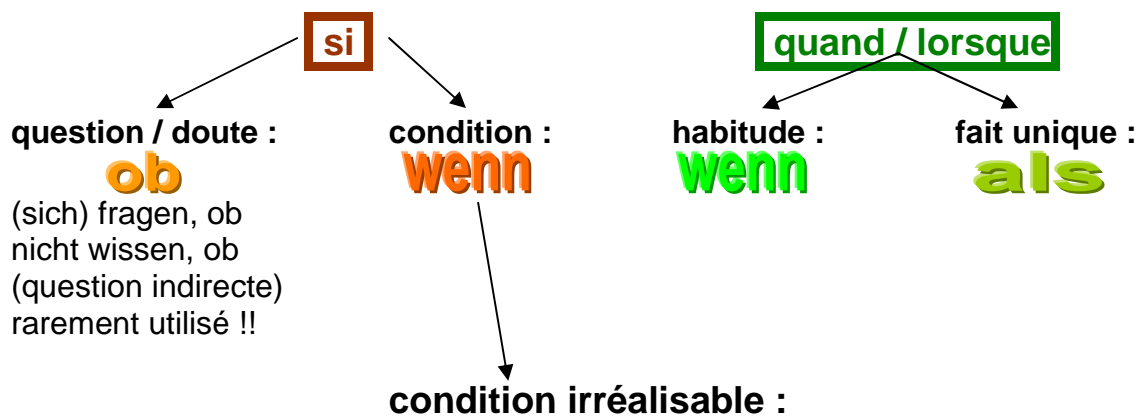 si
quand / lorsque
question / doute :
ob
(sich) fragen, ob
nicht wissen, ob
(question indirecte)
rarement utilisé !!
condition :
wenn
habitude :
wenn
fait unique :
als
condition irréalisable :